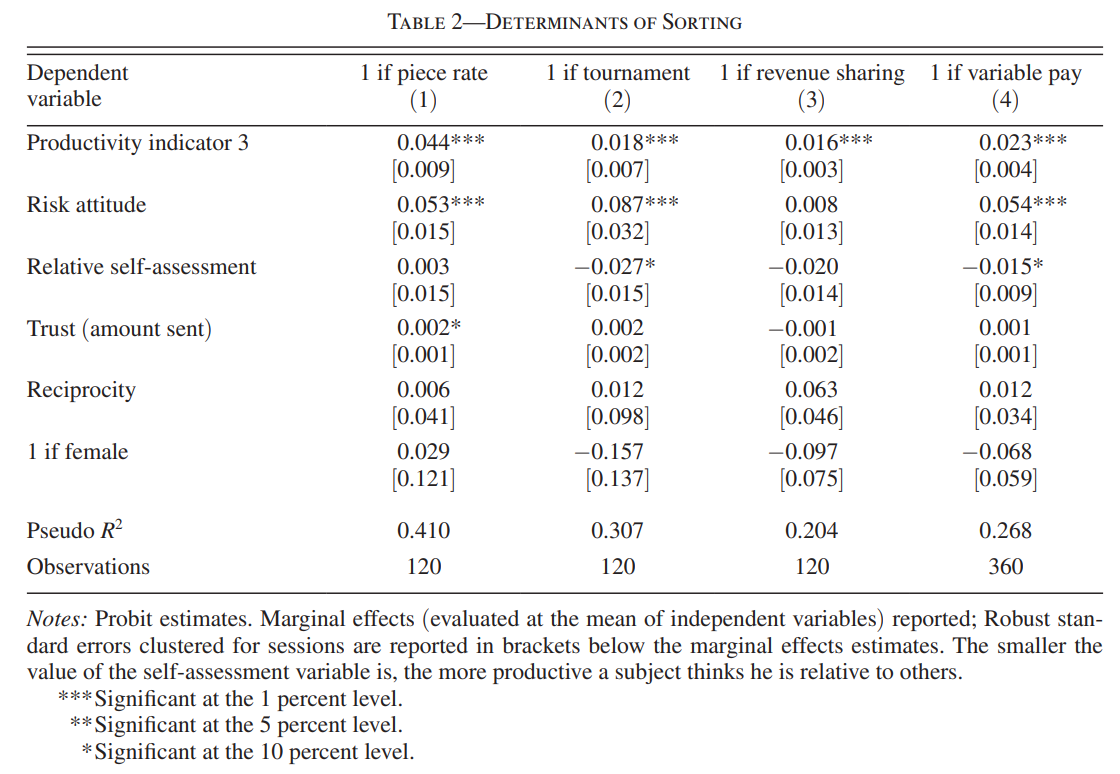 TABLE 2—DETERMINANTS OF SORTING
Dependent variable 1 if piece rate (1) 1 if tournament (2) 1 if revenue sharing (3) 1 if variable pay (4)
Productivity indicator 3 0.044*** 0.018*** 0.016*** 0.023***
[0.009] [0.007] [0.003] [0.004]
Risk attitude 0.053*** 0.087*** 0.008 0.054***
[0.015] [0.032] [0.013] [0.014]
Relative self-assessment 0.003 −0.027* −0.020 −0.015*
[0.015] [0.015] [0.014] [0.009]
Trust (amount sent) 0.002* 0.002 −0.001 0.001
[0.001] [0.002] [0.002] [0.001]
Reciprocity 0.006 0.012 0.063 0.012
[0.041] [0.098] [0.046] [0.034]
1 if female 0.029 −0.157 −0.097 −0.068
[0.121] [0.137] [0.075] [0.059]
Pseudo R² 0.410 0.307 0.204 0.268
Observations 120 120 120 360
Notes: Probit estimates. Marginal effects (evaluated at the mean of independent variables) reported; Robust stan-
dard errors clustered for sessions are reported in brackets below the marginal effects estimates. The smaller the
value of the self-assessment variable is, the more productive a subject thinks he is relative to others.
***Significant at the 1 percent level.
**Significant at the 5 percent level.
*Significant at the 10 percent level.